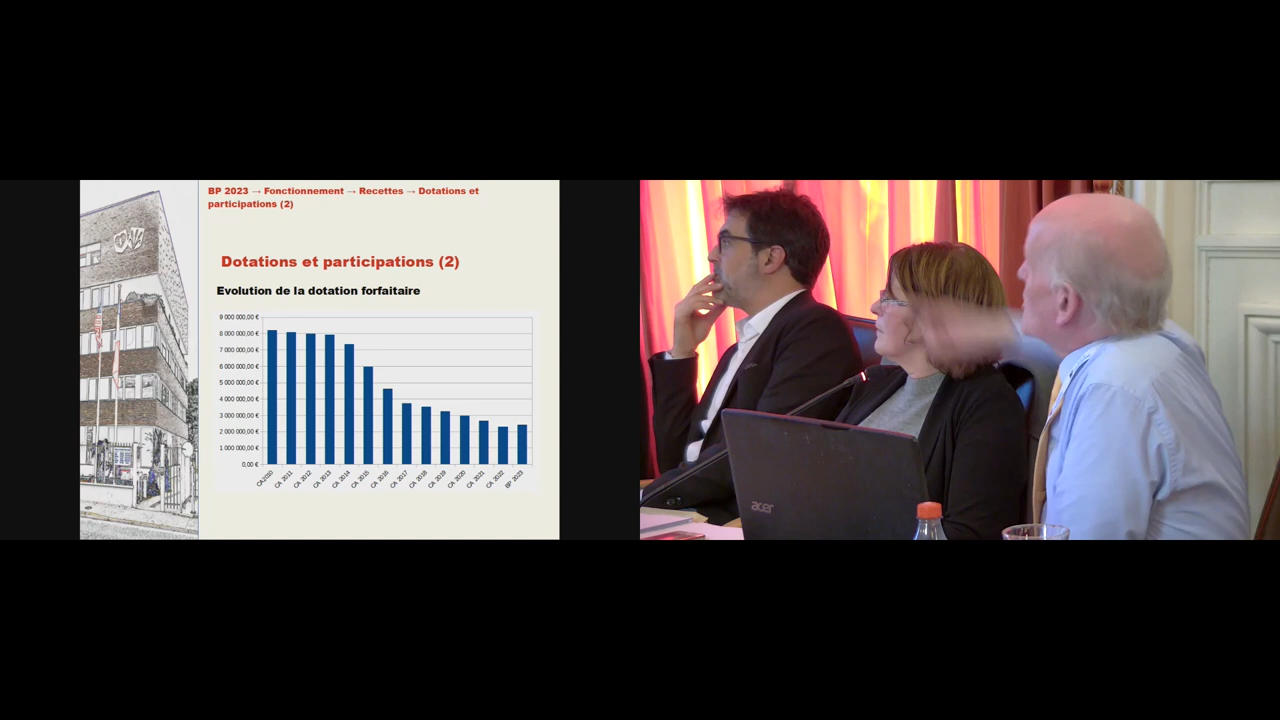 BP 2023 → Fonctionnement → Recettes → Dotations et
participations (2)
Dotations et participations (2)
Evolution de la dotation forfaitaire
9 000 000,00 €
8 000 000,00 €
7 000 000,00 €
6 000 000,00 €
5 000 000,00 €
4 000 000,00 €
3 000 000,00 €
2 000 000,00 €
1 000 000,00 €
0,00 €
CA2010
CA 2011
CA 2012
CA 2013
CA 2014
CA 2015
CA 2016
CA 2017
CA 2018
CA 2019
CA 2020
CA 2021
CA 2022
BP 2023
acer